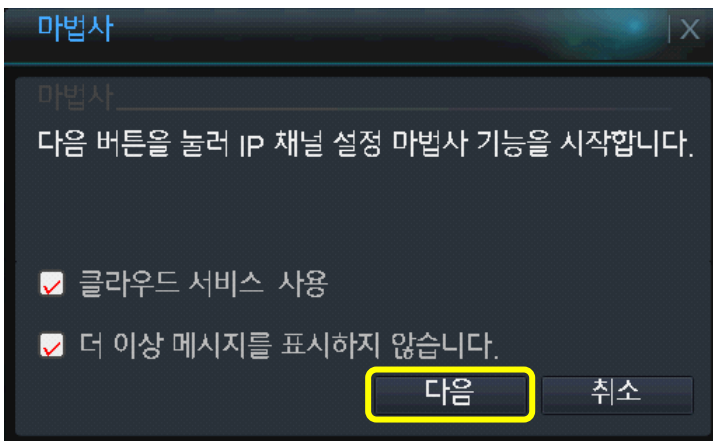 마법사
X
마법사
다음 버튼을 눌러 IP 채널 설정 마법사 기능을 시작합니다.
클라우드 서비스 사용
더 이상 메시지를 표시하지 않습니다.
다음
취소